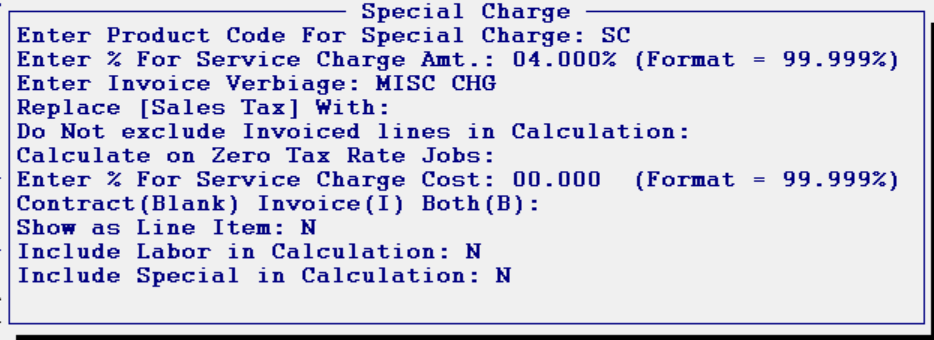 Special Charge
Enter Product Code For Special Charge: SC
Enter % For Service Charge Amt.: 04.000% (Format = 99.999%)
Enter Invoice Verbiage: MISC CHG
Replace [Sales Tax] With:
Do Not exclude Invoiced lines in Calculation:
Calculate on Zero Tax Rate Jobs:
Enter % For Service Charge Cost: 00.000  (Format = 99.999%)
Contract(Blank) Invoice(I) Both(B):
Show as Line Item: N
Include Labor in Calculation: N
Include Special in Calculation: N